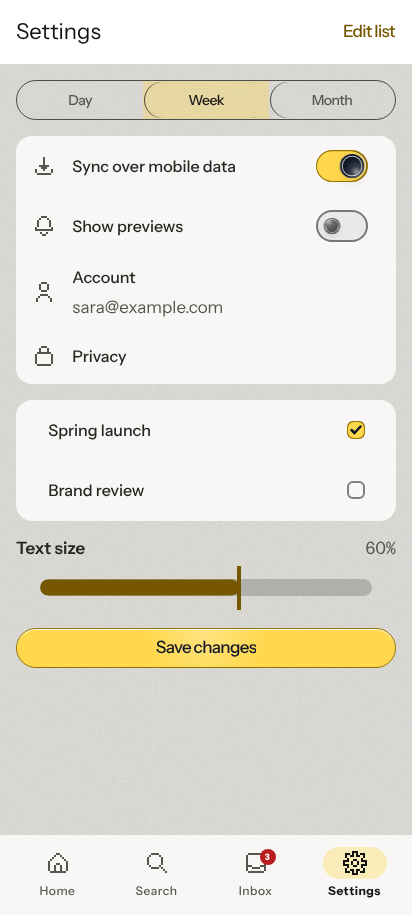 Settings
Edit list
Day
Week
Month
Sync over mobile data
Show previews
Account
sara@example.com
Privacy
Spring launch
Brand review
Text size
60%
Save changes
3
Home
Search
Inbox
Settings